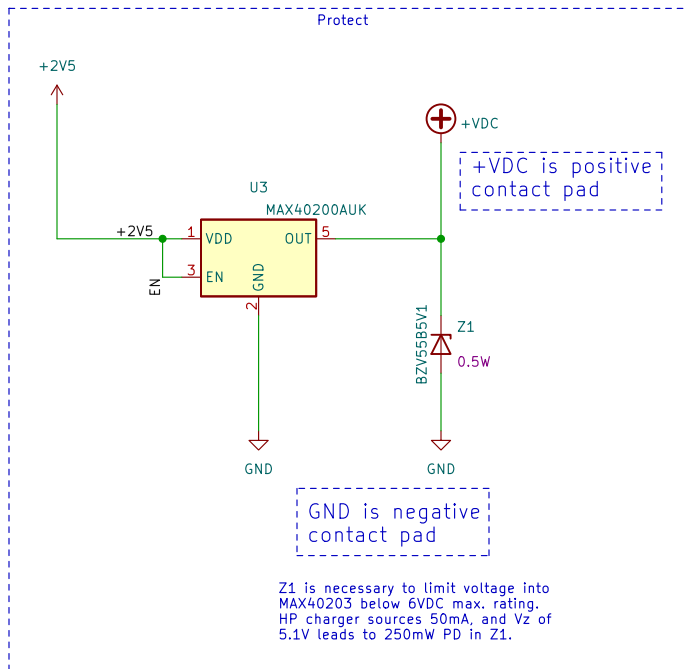 Protect
+2V5
+VDC
+VDC is positive
contact pad
U3
MAX40200AUK
+2V5
1
VDD
OUT
5
3
EN
GND
2
EN
BZV55B5V1
Z1
0.5W
GND
GND
GND is negative
contact pad
Z1 is necessary to limit voltage into
MAX40203 below 6VDC max. rating.
HP charger sources 50mA, and Vz of
5.1V leads to 250mW PD in Z1.